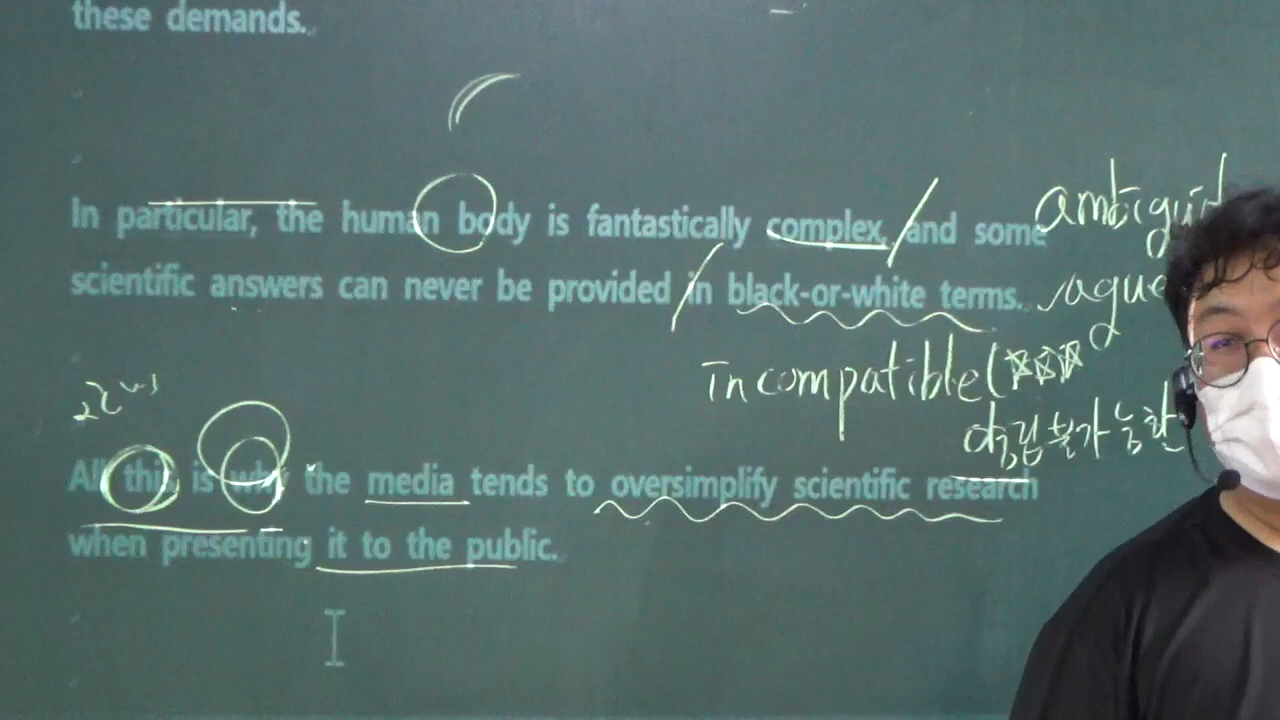 these demands.
In particular, the human body is fantastically complex, and some
scientific answers can never be provided in black-or-white terms.
All this is why the media tends to oversimplify scientific research
when presenting it to the public.
vague
incompatible(
양립불가능한